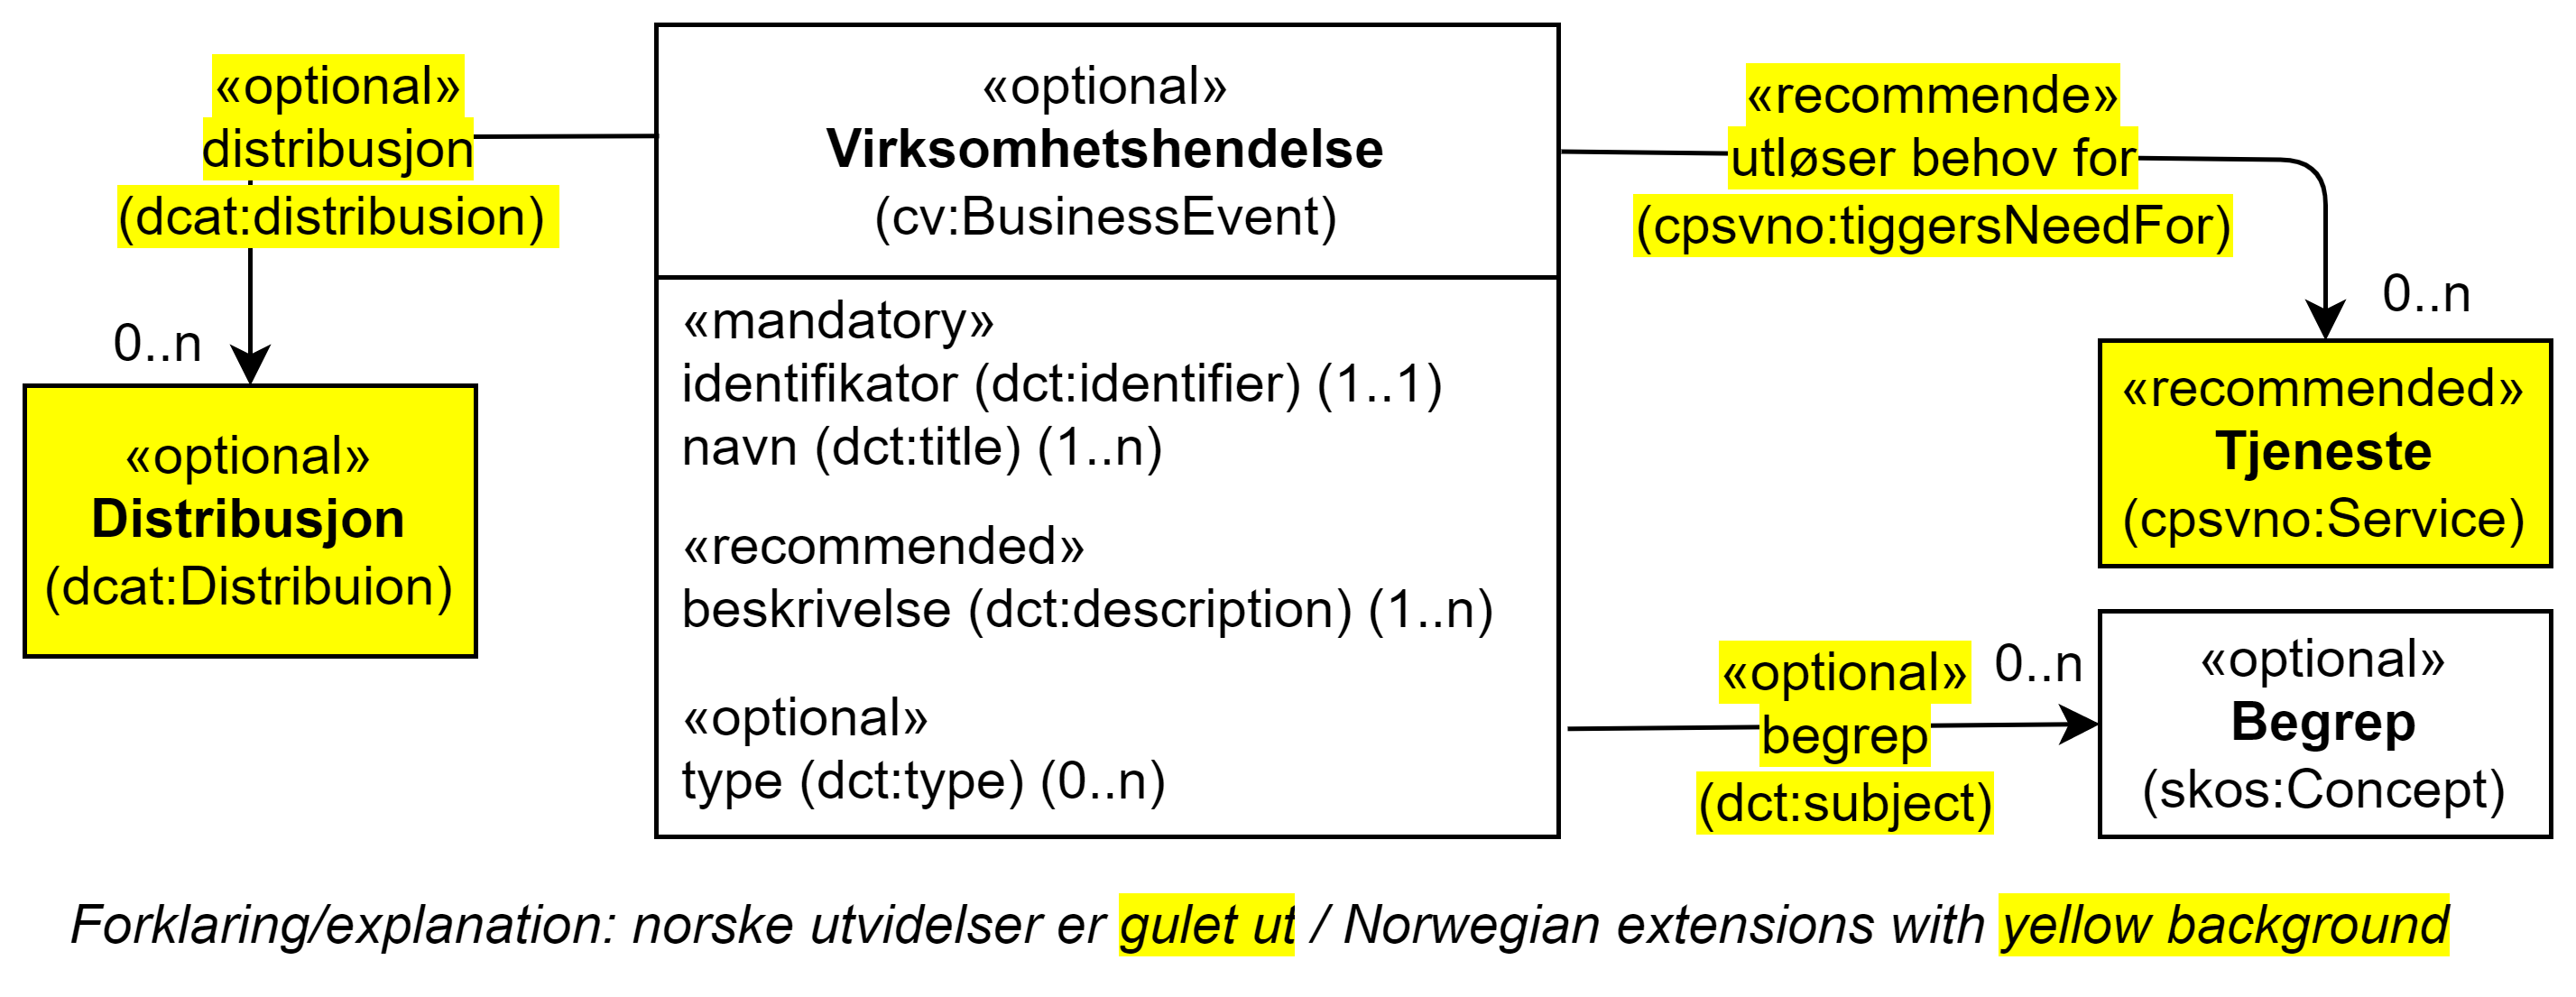 «optional»
distribusjon
(dcat:distribusion)
0..n
«optional»
Distribusjon
(dcat:Distribuion)
«optional»
Virksomhetshendelse
(cv:BusinessEvent)
«mandatory»
identifikator (dct:identifier) (1..1)
navn (dct:title) (1..n)
«recommended»
beskrivelse (dct:description) (1..n)
«optional»
type (dct:type) (0..n)
«recommende»
utløser behov for
(cpsvno:tiggersNeedFor)
0..n
«recommended»
Tjeneste
(cpsvno:Service)
«optional»
begrep
(dct:subject)
0..n
«optional»
Begrep
(skos:Concept)
Forklaring/explanation: norske utvidelser er gulet ut / Norwegian extensions with yellow background